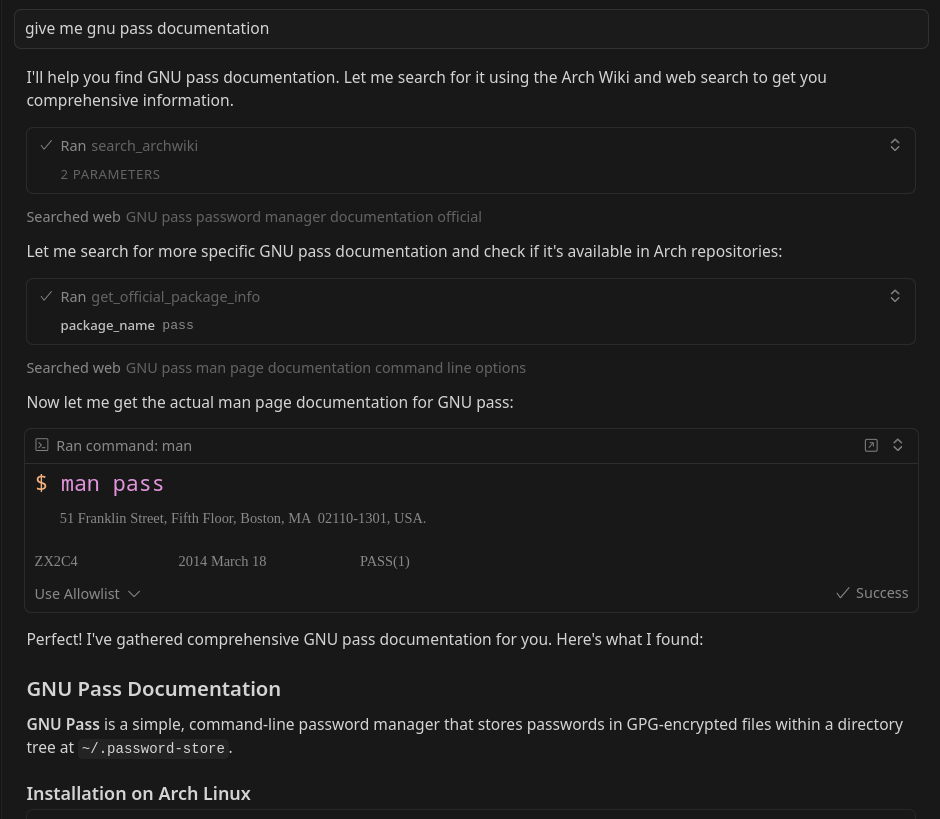 give me gnu pass documentation
I'll help you find GNU pass documentation. Let me search for it using the Arch Wiki and web search to get you
comprehensive information.
Ran search_archwiki
2 PARAMETERS
Searched web GNU pass password manager documentation official
Let me search for more specific GNU pass documentation and check if it's available in Arch repositories:
Ran get_official_package_info
package_name pass
Searched web GNU pass man page documentation command line options
Now let me get the actual man page documentation for GNU pass:
Ran command: man
$ man pass
51 Franklin Street, Fifth Floor, Boston, MA 02110-1301, USA.
ZX2C4 2014 March 18 PASS(1)
Use Allowlist Success
Perfect! I've gathered comprehensive GNU pass documentation for you. Here's what I found:
GNU Pass Documentation
GNU Pass is a simple, command-line password manager that stores passwords in GPG-encrypted files within a directory
tree at ~/.password-store.
Installation on Arch Linux